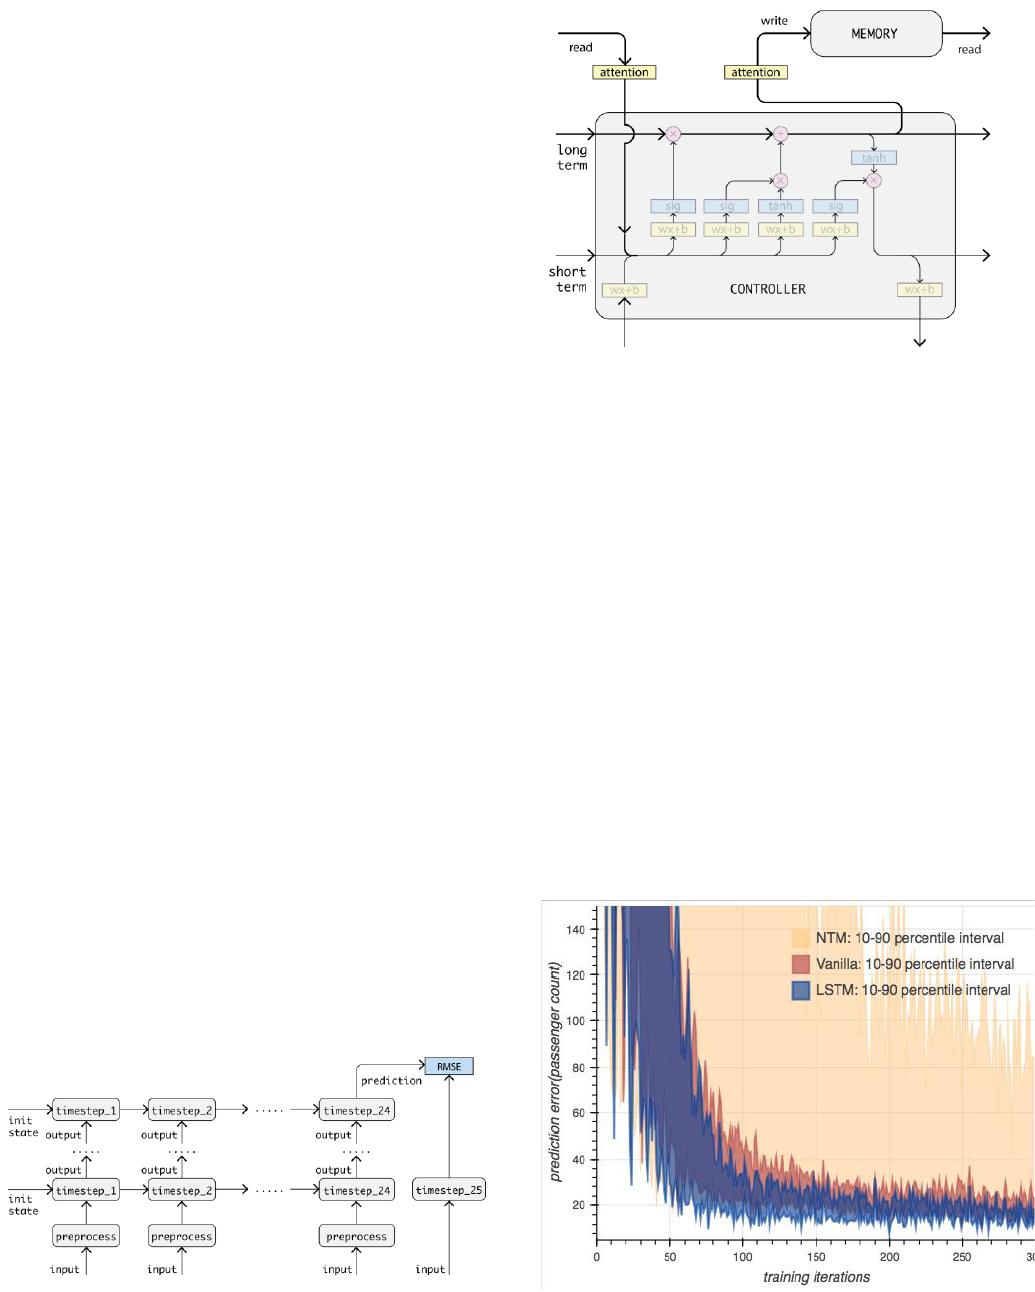 write
MEMORY
read
read
attention
attention
long
term
tanh
sig
sig
tanh
sig
wx+b
wx+b
wx+b
wx+b
short
term
wx+b
CONTROLLER
wx+b
RMSE
prediction
timestep_1
timestep_2
.....
timestep_24
init
state
output
output
output
.....
.....
.....
output
output
output
timestep_1
timestep_2
.....
timestep_24
timestep_25
init
state
preprocess
preprocess
preprocess
input
input
input
input
NTM: 10-90 percentile interval
Vanilla: 10-90 percentile interval
LSTM: 10-90 percentile interval
prediction error(passenger count)
140
120
100
80
60
40
20
0
50
100
150
200
250
30
training iterations